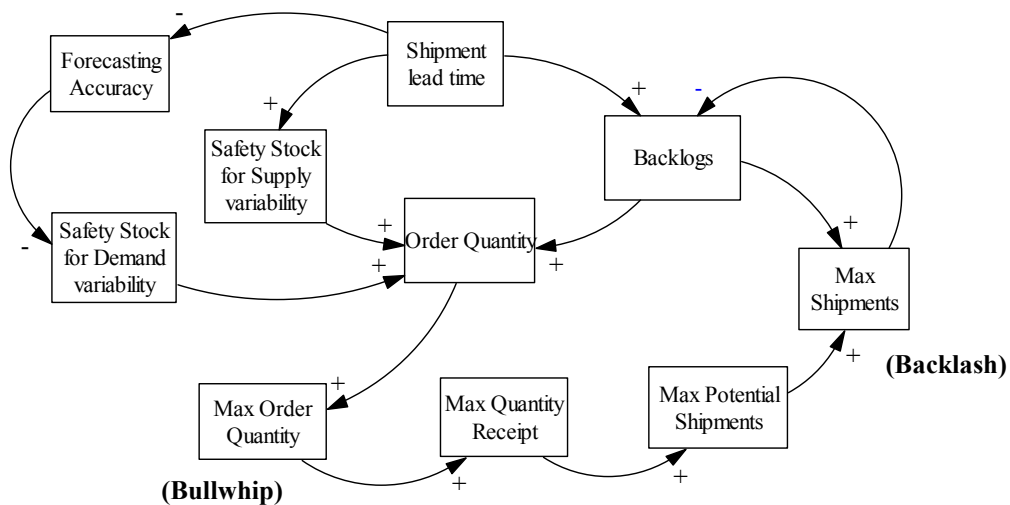 -
Forecasting
Accuracy
Shipment
lead time
+
+
-
Safety Stock
for Supply
variability
Backlogs
-
Safety Stock
for Demand
variability
+
+
Order Quantity
+
+
Max
Shipments
+
(Backlash)
+
Max Order
Quantity
Max Quantity
Receipt
Max Potential
Shipments
(Bullwhip)
+
+